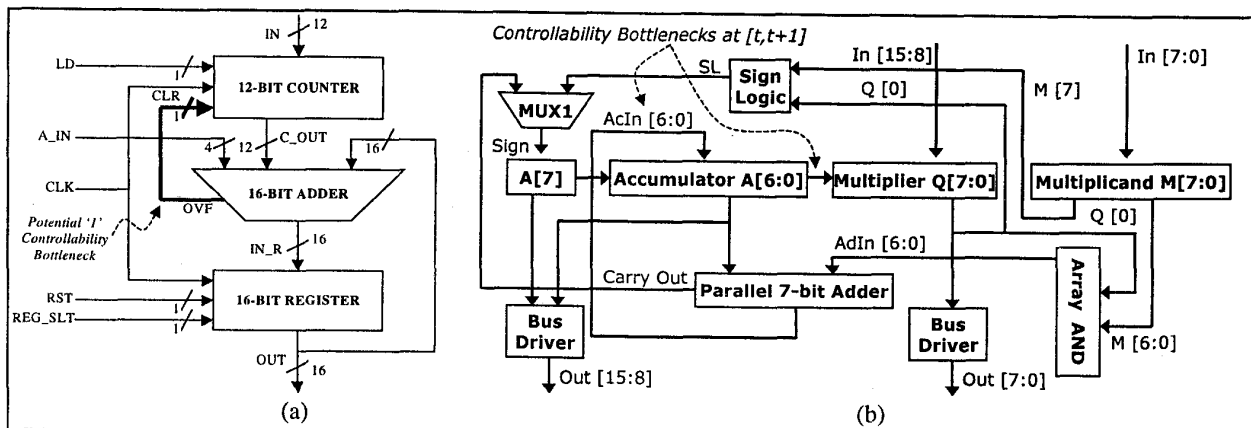 IN
12
LD
1
12-BIT COUNTER
CLR
1
A_IN
4
12
C_OUT
16
CLK
16-BIT ADDER
OVF
Potential '1'
Controllability
Bottleneck
IN_R
16
RST
1
16-BIT REGISTER
REG_SLT
1
OUT
16
(a)
Controllability Bottlenecks at [t,t+1]
In [15:8]
In [7:0]
SL
Sign
Logic
M [7]
Q [0]
MUX1
AcIn [6:0]
Sign
A[7]
Accumulator A[6:0]
Multiplier Q[7:0]
Multiplicand M[7:0]
Q [0]
AdIn [6:0]
Carry Out
Parallel 7-bit Adder
Array AND
Bus
Driver
Bus
Driver
M [6:0]
Out [15:8]
Out [7:0]
(b)